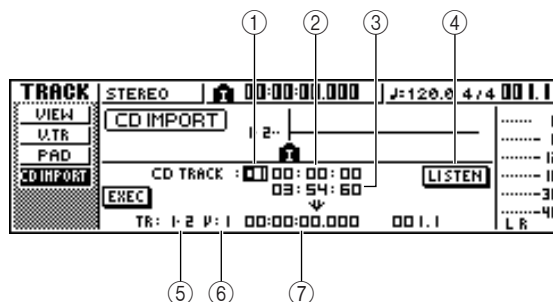 ① ② ③ ④
TRACK STEREO 00:00:00.000 ♩=120.0 4/4 001.1
VIEW
CD IMPORT
V.TR
1-2--
PAD
CD IMPORT
CD TRACK : 00:00:00
LISTEN
03:54:60
EXEC
TR: 1-2 V: 1 00:00:00.000 001.1
L R
⑤ ⑥ ⑦